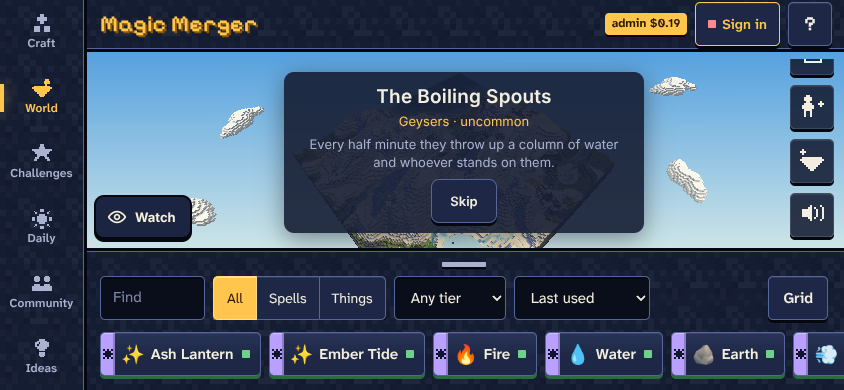 Magic Merger
admin $0.19
Sign in
?
Craft
World
Challenges
Daily
Community
Ideas
The Boiling Spouts
Geysers · uncommon
Every half minute they throw up a column of water
and whoever stands on them.
Skip
Watch
Find
All
Spells
Things
Any tier
Last used
Grid
Ash Lantern
Ember Tide
Fire
Water
Earth